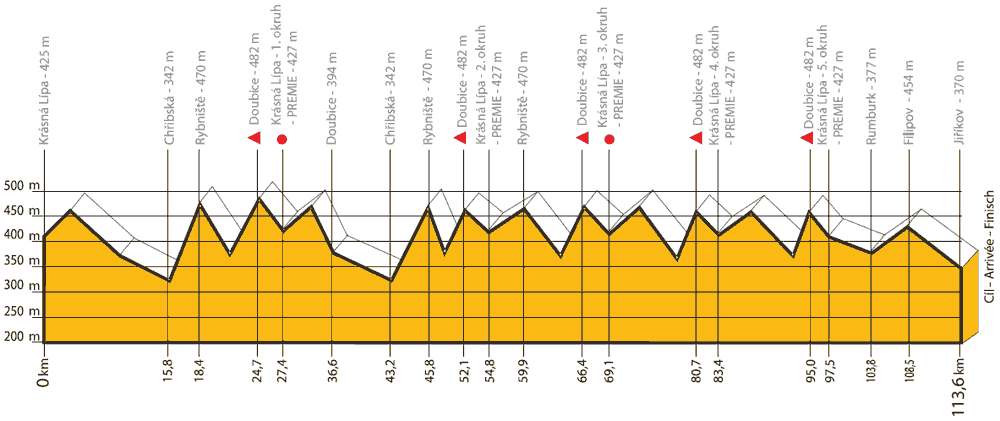 Krásná Lípa - 425 m
Chřibská - 342 m
Rybniště - 470 m
Doubice - 482 m
Krásná Lípa - 1. okruh
- PREMIE - 427 m
Doubice - 394 m
Chřibská - 342 m
Rybniště - 470 m
Doubice - 482 m
Krásná Lípa - 2. okruh
- PREMIE - 427 m
Rybniště - 470 m
Doubice - 482 m
Krásná Lípa - 3. okruh
- PREMIE - 427 m
Doubice - 482 m
Krásná Lípa - 4. okruh
- PREMIE - 427 m
Doubice - 482 m
Krásná Lípa - 5. okruh
- PREMIE - 427 m
Rumburk - 377 m
Filipov - 454 m
Jiříkov - 370 m
500 m
450 m
400 m
350 m
300 m
250 m
200 m
Cíl - Arrivée - Finisch
0 km
15,8
18,4
24,7
27,4
36,6
43,2
45,8
52,1
54,8
59,9
66,4
69,1
80,7
83,4
95,0
97,5
103,8
108,5
113,6 km